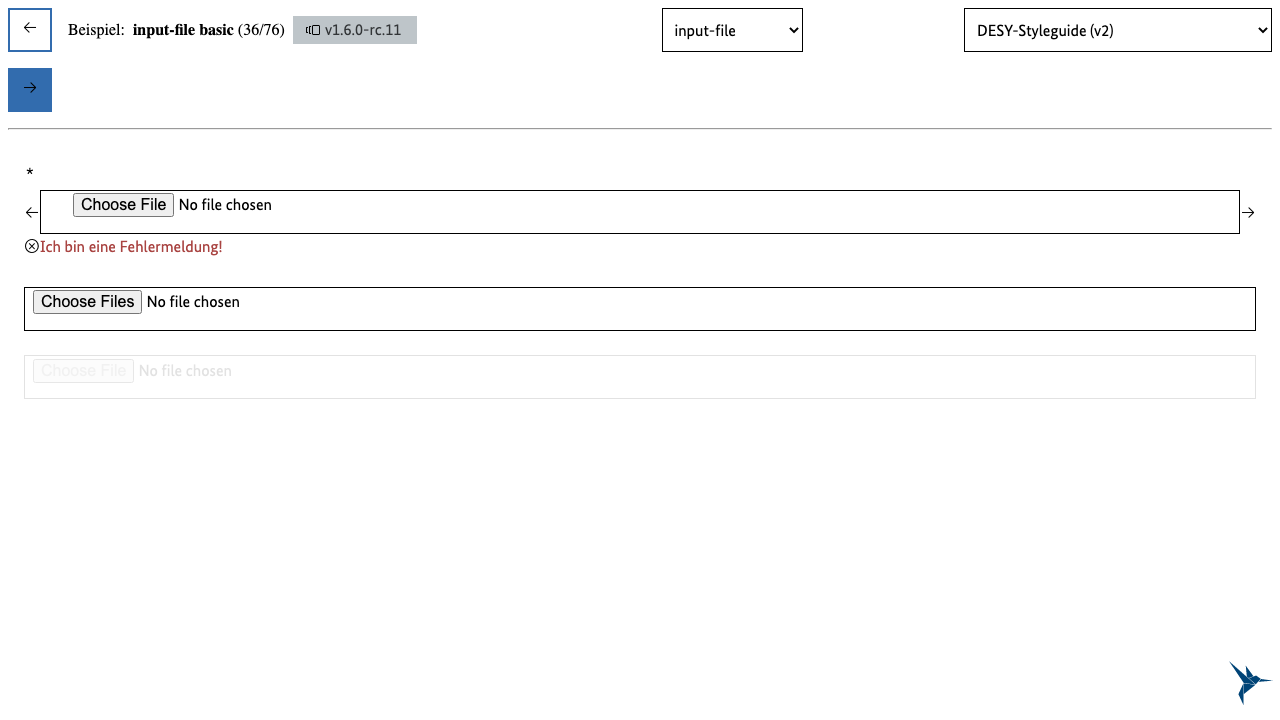 Beispiel: input-file basic (36/76) v1.6.0-rc.11 input-file DESY-Styleguide (v2)
*
Choose File No file chosen
Ich bin eine Fehlermeldung!
Choose Files No file chosen
Choose File No file chosen